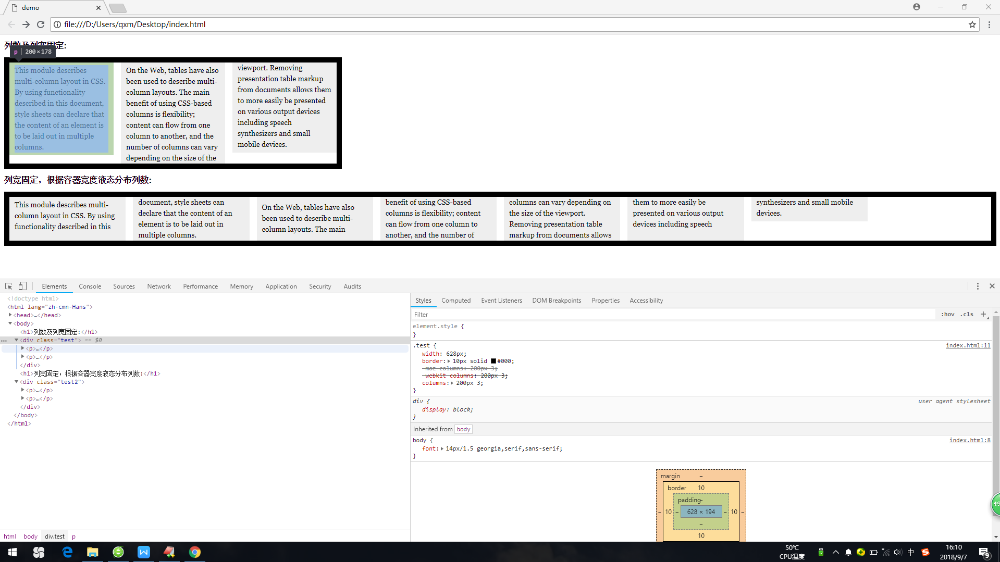 demo
file:///D:/Users/qxm/Desktop/index.html
列数及列宽固定:
p 200×178
This module describes
multi-column layout in CSS.
By using functionality
described in this document,
style sheets can declare that
the content of an element is
to be laid out in multiple
columns.
On the Web, tables have also
been used to describe multi-
column layouts. The main
benefit of using CSS-based
columns is flexibility;
content can flow from one
column to another, and the
number of columns can vary
depending on the size of the
viewport. Removing
presentation table markup
from documents allows them
to more easily be presented
on various output devices
including speech
synthesizers and small
mobile devices.
列宽固定，根据容器宽度液态分布列数:
This module describes multi-
column layout in CSS. By using
functionality described in this
document, style sheets can
declare that the content of an
element is to be laid out in
multiple columns.
On the Web, tables have also
been used to describe multi-
column layouts. The main
benefit of using CSS-based
columns is flexibility; content
can flow from one column to
another, and the number of
columns can vary depending on
the size of the viewport.
Removing presentation table
markup from documents allows
them to more easily be
presented on various output
devices including speech
synthesizers and small mobile
devices.
Elements Console Sources Network Performance Memory Application Security Audits
<!doctype html>
<html lang="zh-cmn-Hans">
<head>…</head>
<body>
<h1>列数及列宽固定:</h1>
<div class="test"> == $0
<p>…</p>
<p>…</p>
</div>
<h1>列宽固定，根据容器宽度液态分布列数:</h1>
<div class="test2">
<p>…</p>
<p>…</p>
</div>
</body>
</html>
html body div.test p
Styles Computed Event Listeners DOM Breakpoints Properties Accessibility
Filter :hov .cls +
element.style {
}
.test { index.html:11
width: 628px;
border: 10px solid #000;
-moz-columns: 200px 3;
-webkit-columns: 200px 3;
columns: 200px 3;
}
div { user agent stylesheet
display: block;
}
Inherited from body
body { index.html:8
font: 14px/1.5 georgia,serif,sans-serif;
}
margin –
border 10
padding –
– 10 – 628 × 194 – 10 –
–
10
49
50℃
CPU温度
中
16:10
2018/9/7
9